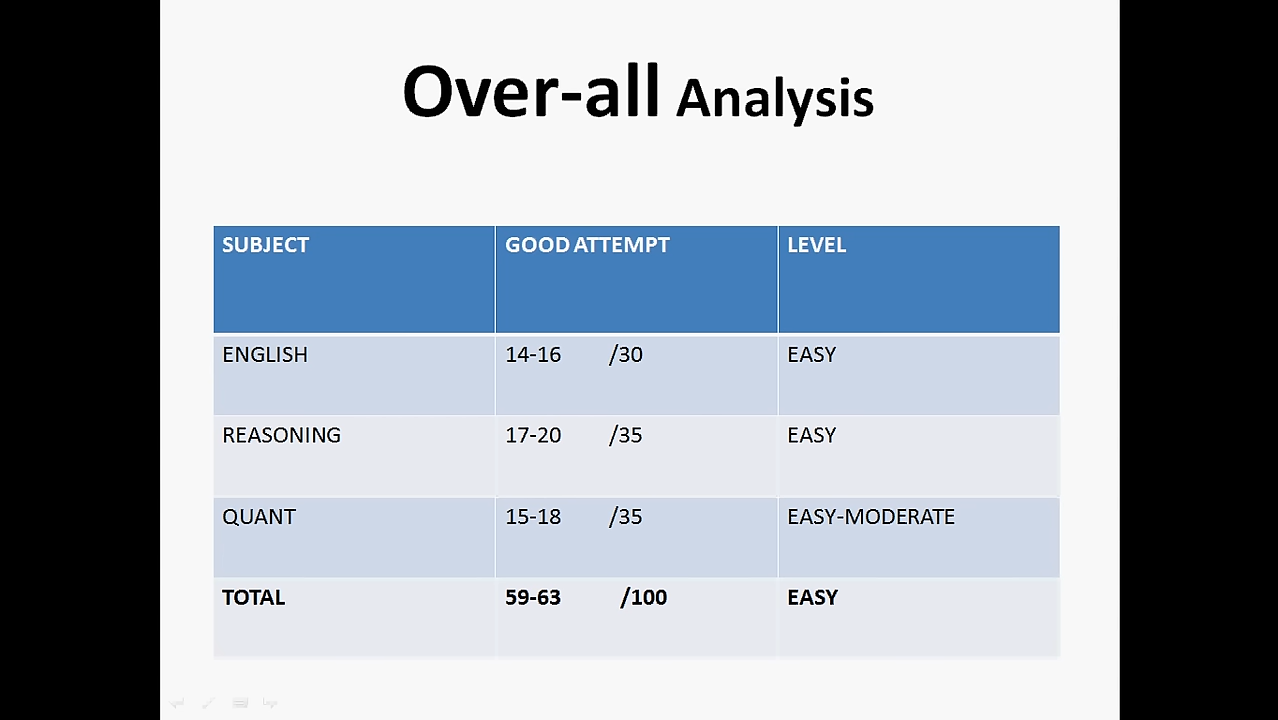 Over-all Analysis
SUBJECT GOOD ATTEMPT LEVEL
ENGLISH 14-16 /30 EASY
REASONING 17-20 /35 EASY
QUANT 15-18 /35 EASY-MODERATE
TOTAL 59-63 /100 EASY